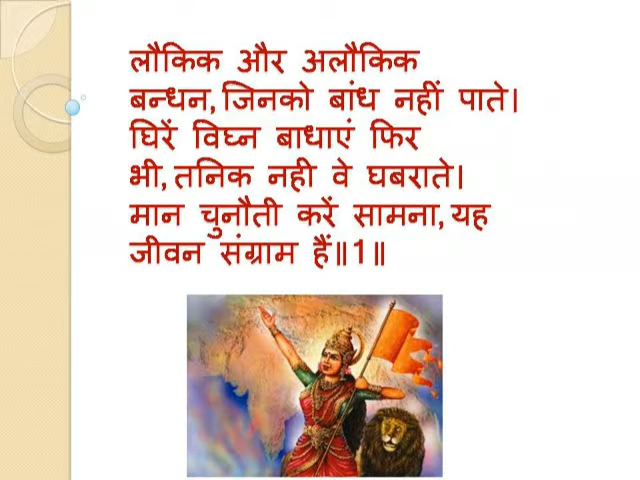 लौकिक और अलौकिक
बन्धन, जिनको बांध नहीं पाते।
घिरें विघ्न बाधाएं फिर
भी, तनिक नही वे घबराते।
मान चुनौती करें सामना, यह
जीवन संग्राम हैं॥1॥